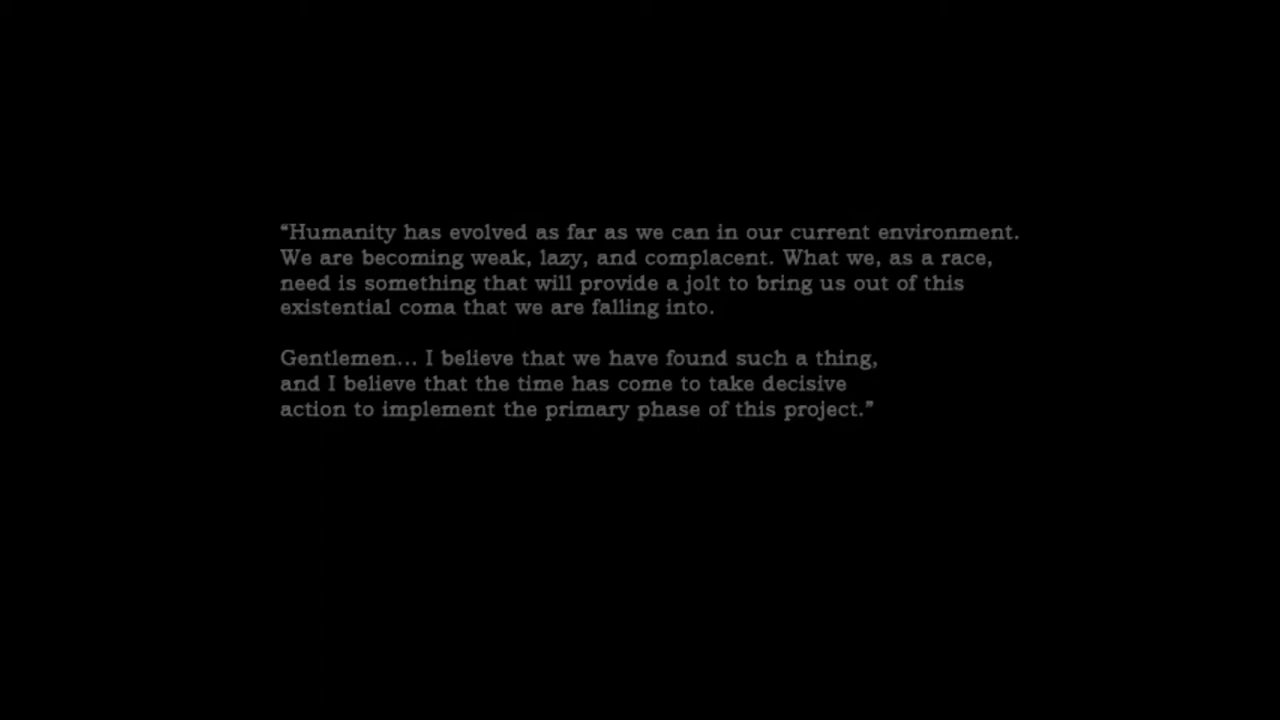 “Humanity has evolved as far as we can in our current environment.
We are becoming weak, lazy, and complacent. What we, as a race,
need is something that will provide a jolt to bring us out of this
existential coma that we are falling into.
Gentlemen... I believe that we have found such a thing,
and I believe that the time has come to take decisive
action to implement the primary phase of this project.”